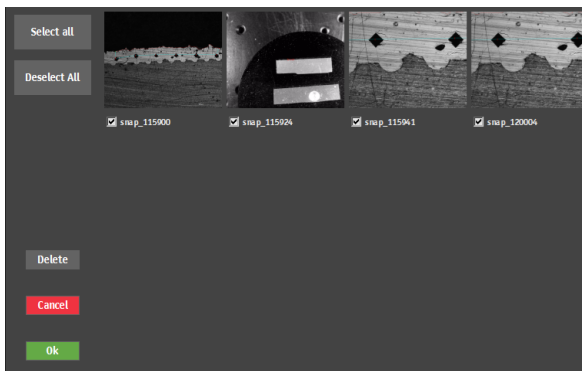 Select all
Deselect All
snap_115900
snap_115924
snap_115941
snap_120004
Delete
Cancel
Ok